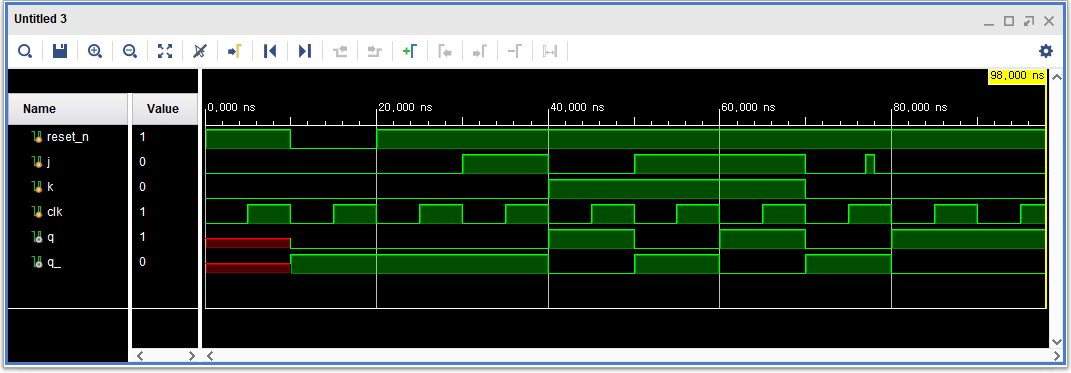 Untitled 3
98,000 ns
Name Value
0,000 ns 20,000 ns 40,000 ns 60,000 ns 80,000 ns
reset_n 1
j 0
k 0
clk 1
q 1
q_ 0